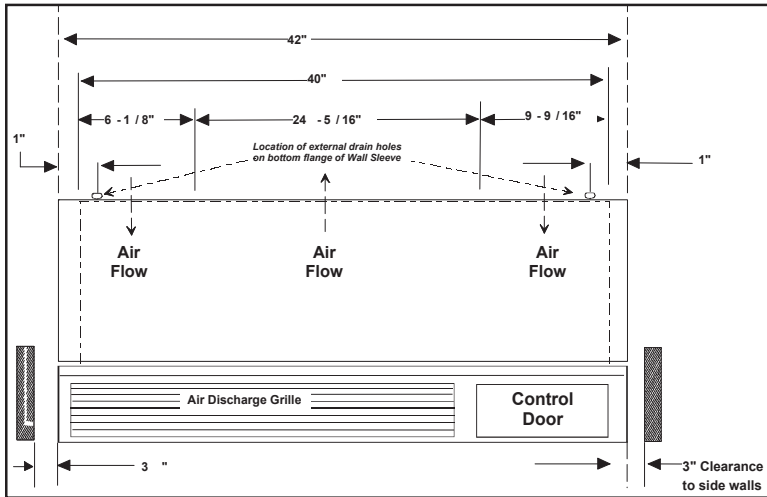 42"
40"
6 - 1 / 8"
24 - 5 / 16"
9 - 9 / 16"
1"
Location of external drain holes
on bottom flange of Wall Sleeve
1"
Air
Flow
Air
Flow
Air
Flow
Air Discharge Grille
Control
Door
3 "
3" Clearance
to side walls